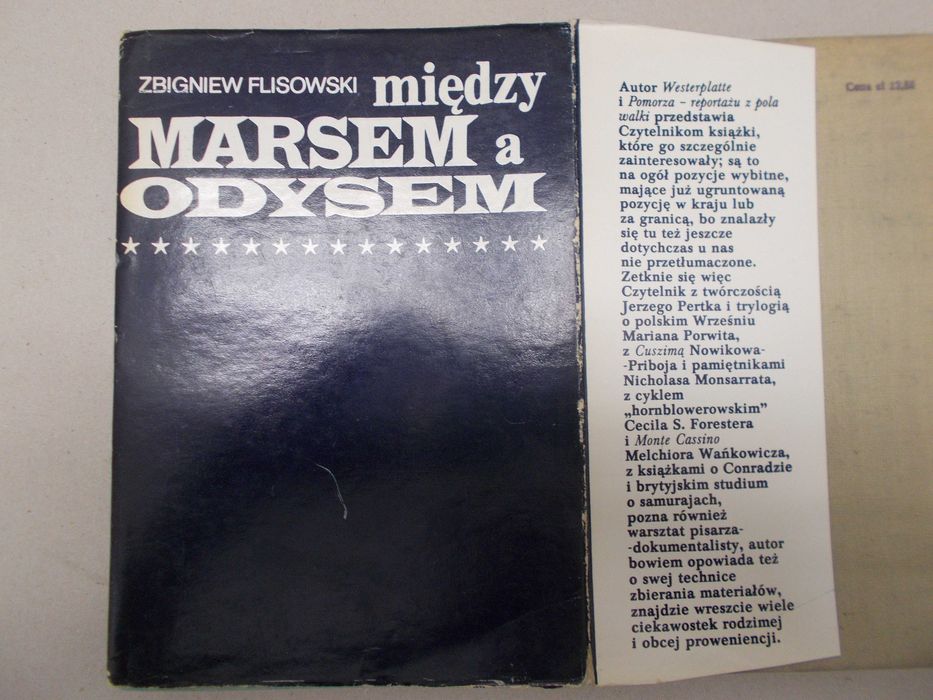 ZBIGNIEW FLISOWSKI między
MARSEM a
ODYSEM
Autor Westerplatte
i Pomorza – reportażu z pola
walki przedstawia
Czytelnikom książki,
które go szczególnie
zainteresowały; są to
na ogół pozycje wybitne,
mające już ugruntowaną
pozycję w kraju lub
za granicą, bo znalazły
się tu też jeszcze
dotychczas u nas
nie przetłumaczone.
Zetknie się więc
Czytelnik z twórczością
Jerzego Pertka i trylogią
o polskim Wrześniu
Mariana Porwita,
z Cuszimą Nowikowa-
-Priboja i pamiętnikami
Nicholasa Monsarrata,
z cyklem
„hornblowerowskim”
Cecila S. Forestera
i Monte Cassino
Melchiora Wańkowicza,
z książkami o Conradzie
i brytyjskim studium
o samurajach,
pozna również
warsztat pisarza-
-dokumentalisty, autor
bowiem opowiada też
o swej technice
zbierania materiałów,
znajdzie wreszcie wiele
ciekawostek rodzimej
i obcej proweniencji.
Cena zł